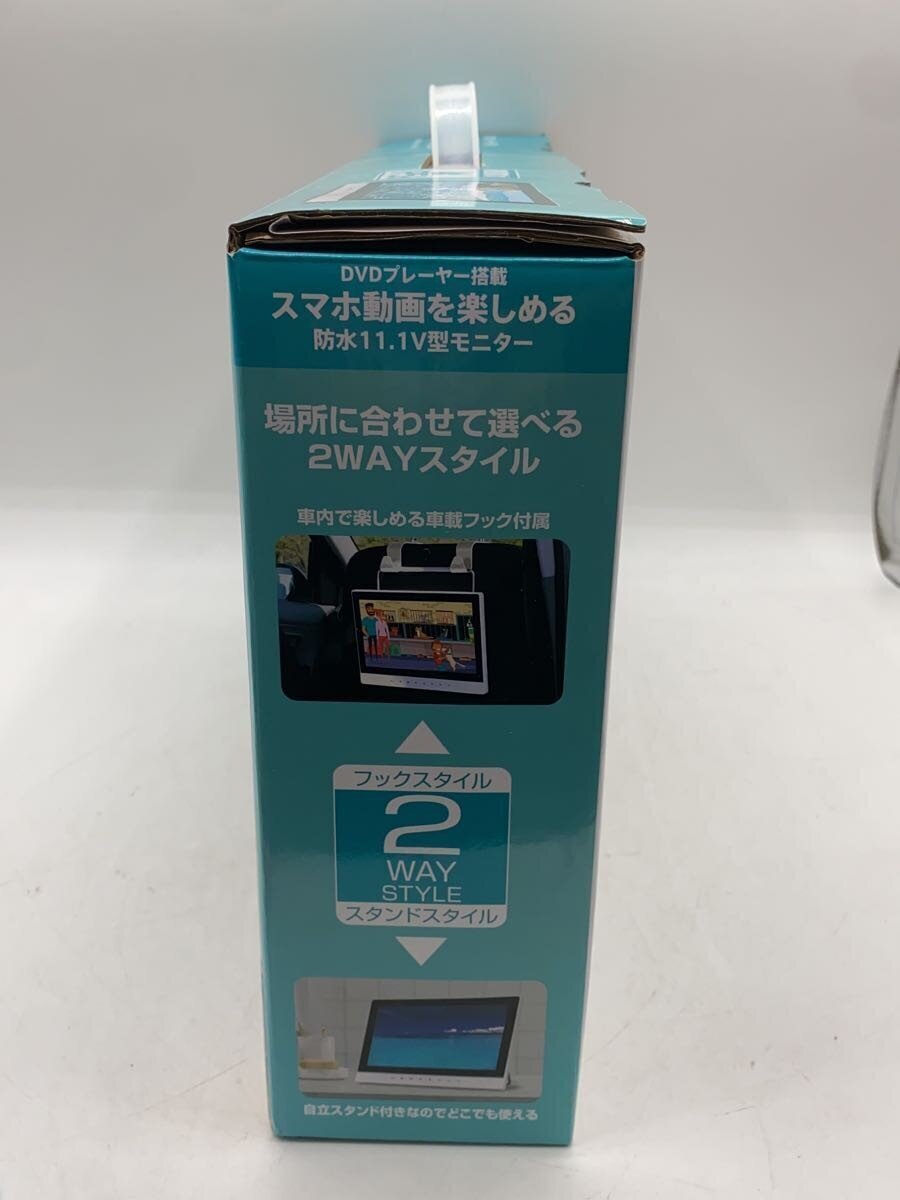 DVDプレーヤー搭載
スマホ動画を楽しめる
防水11.1V型モニター
場所に合わせて選べる
2WAYスタイル
車内で楽しめる車載フック付属
フックスタイル
2
WAY
STYLE
スタンドスタイル
自立スタンド付きなのでどこでも使える